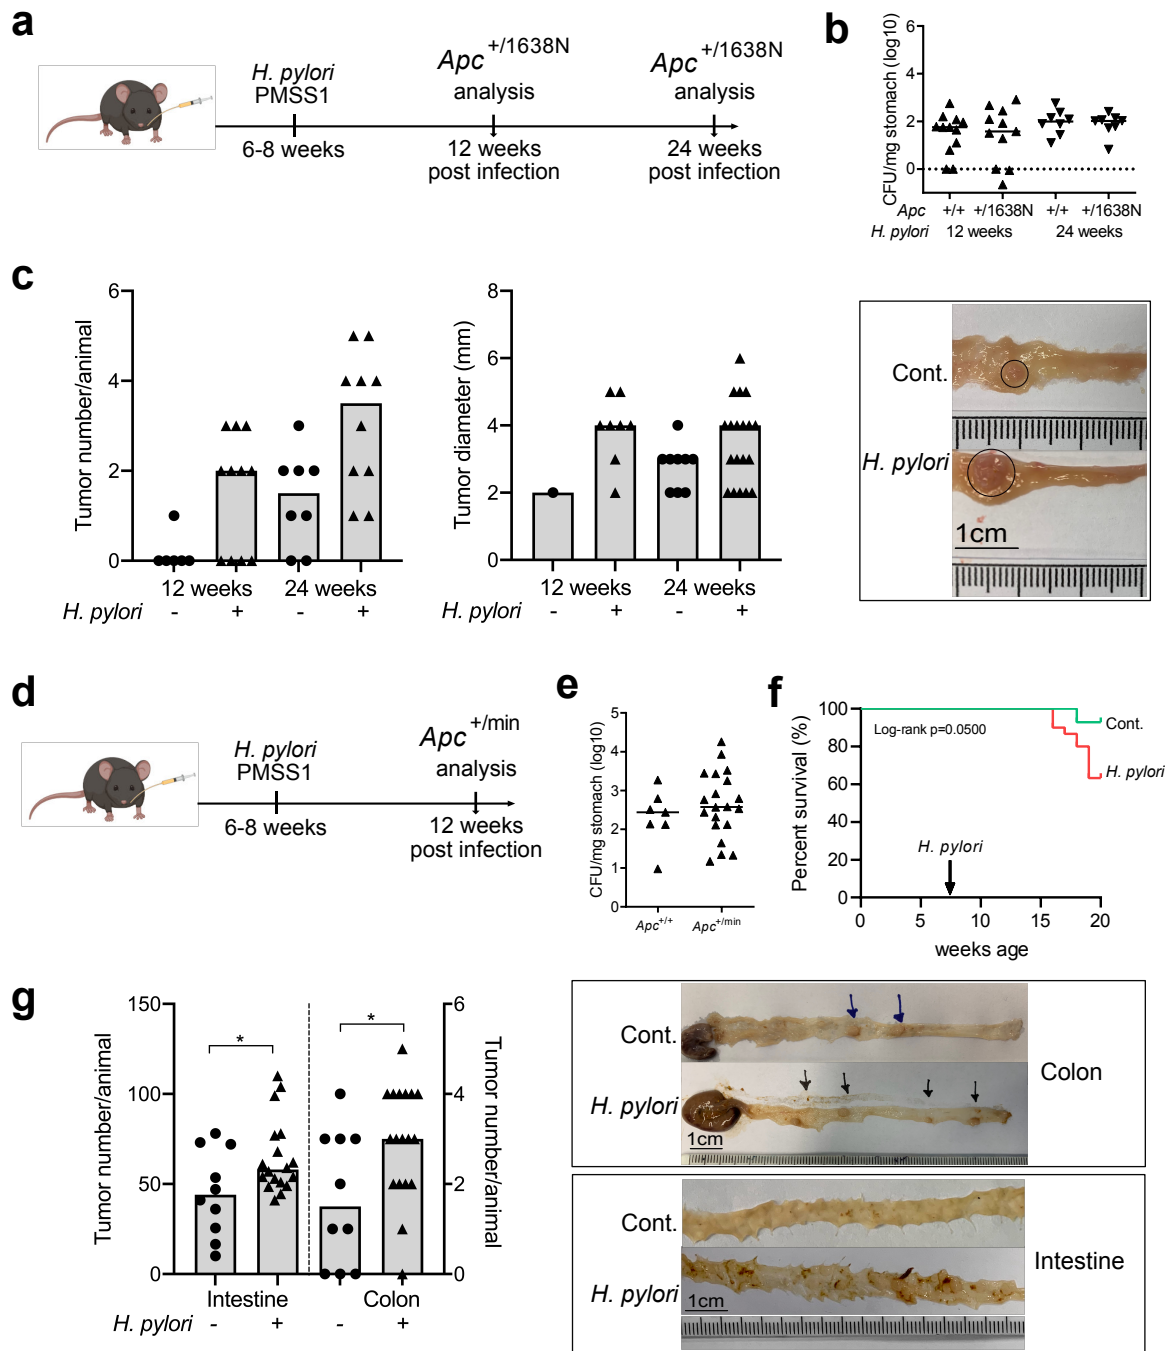 a
H. pylori
PMSS1
6-8 weeks
Apc +/1638N
analysis
12 weeks
post infection
Apc +/1638N
analysis
24 weeks
post infection
b
CFU/mg stomach (log10)
6
4
2
0
Apc +/+ +/1638N +/+ +/1638N
H. pylori 12 weeks 24 weeks
c
Tumor number/animal
6
4
2
0
12 weeks 24 weeks
H. pylori - + - +
Tumor diameter (mm)
8
6
4
2
0
12 weeks 24 weeks
H. pylori - + - +
Cont.
H. pylori
1cm
d
H. pylori
PMSS1
6-8 weeks
Apc +/min
analysis
12 weeks
post infection
e
CFU/mg stomach (log10)
5
4
3
2
1
0
Apc+/+ Apc+/min
f
Percent survival (%)
100
80
60
40
20
0
Log-rank p=0.0500
Cont.
H. pylori
H. pylori
0 5 10 15 20
weeks age
g
Tumor number/animal
150
100
50
0
* *
6
4
2
0
Tumor number/animal
Intestine Colon
H. pylori - + - +
Cont.
H. pylori
1cm
Colon
Cont.
H. pylori
1cm
Intestine